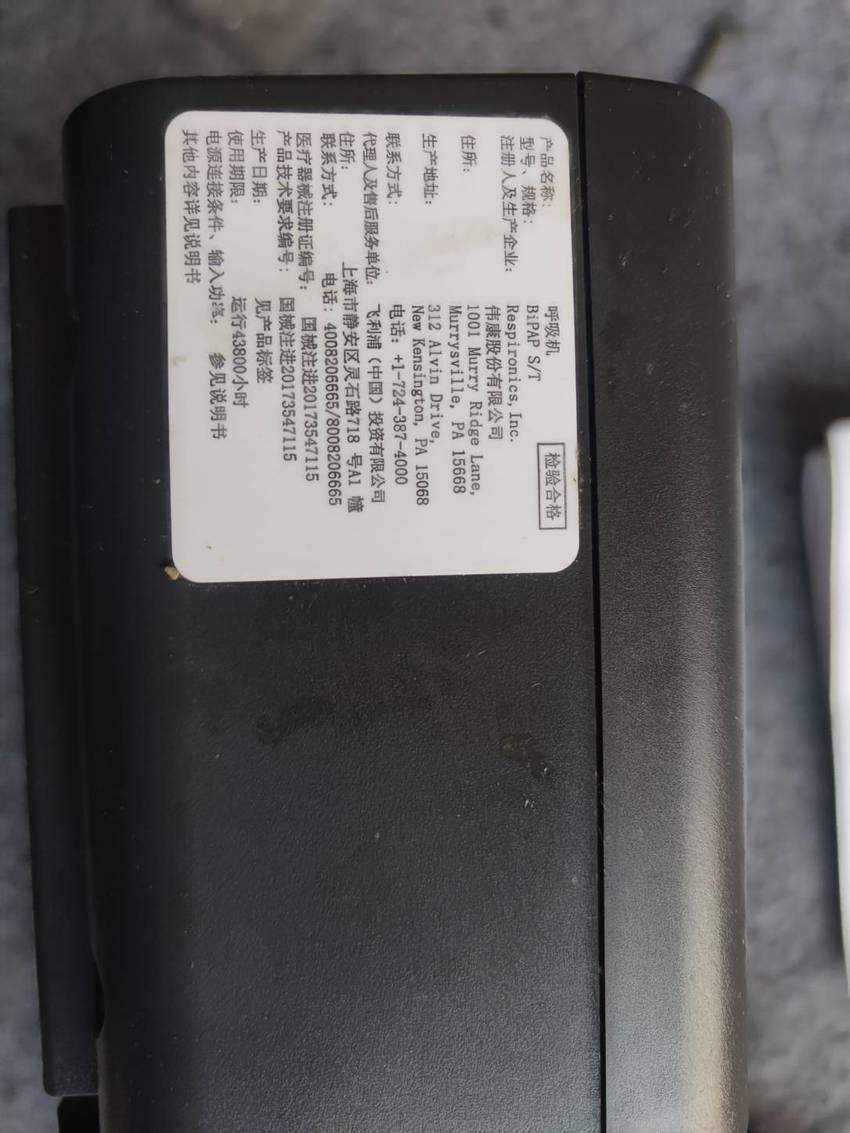 产品名称： 呼吸机 检验合格
型号、规格： BiPAP S/T
注册人及生产企业： Respironics, Inc.
伟康股份有限公司
住所： 1001 Murry Ridge Lane,
Murrysville, PA 15668
生产地址： 312 Alvin Drive,
New Kensington, PA 15068
联系方式： 电话：+1-724-387-4000
代理人及售后服务单位： 飞利浦（中国）投资有限公司
住所： 上海市静安区灵石路718 号A1 幢
联系方式： 电话：4008206665/8008206665
医疗器械注册证编号： 国械注进20173547115
产品技术要求编号： 国械注进20173547115
生产日期： 见产品标签
使用期限： 运行43800小时
电源连接条件、输入功率： 参见说明书
其他内容详见说明书